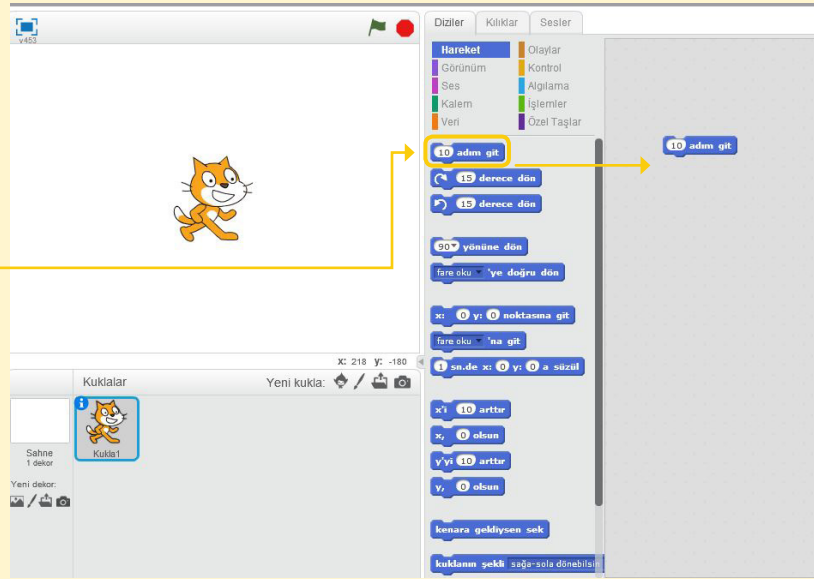 v453
Diziler Kılıklar Sesler
Hareket Olaylar
Görünüm Kontrol
Ses Algılama
Kalem İşlemler
Veri Özel Taşlar
10 adım git
10 adım git
15 derece dön
15 derece dön
90 yönüne dön
fare oku 'ye doğru dön
x: 0 y: 0 noktasına git
fare oku 'na git
x: 218 y: -180
1 sn.de x: 0 y: 0 a süzül
Kuklalar Yeni kukla:
x'i 10 arttır
x, 0 olsun
y'yi 10 arttır
y, 0 olsun
Sahne
1 dekor
Kukla1
Yeni dekor:
kenara geldiysen sek
kuklanın şekli sağa-sola dönebilsin